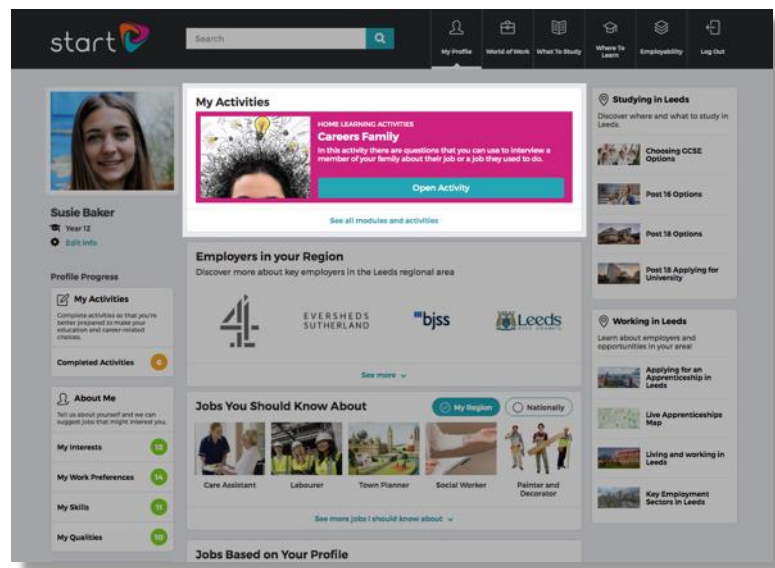 start
Search
My Profile
World of Work
What To Study
Where To
Learn
Employability
Log Out
Susie Baker
Year 12
Edit Info
Profile Progress
My Activities
Complete activities so that you're
better prepared to make your
education and career-related
choices.
Completed Activities
6
About Me
Tell us about yourself and we can
suggest jobs that might interest you.
My Interests
13
My Work Preferences
14
My Skills
11
My Qualities
10
My Activities
HOME LEARNING ACTIVITIES
Careers Family
In this activity there are questions that you can use to interview a
member of your family about their job or a job they used to do.
Open Activity
See all modules and activities
Employers in your Region
Discover more about key employers in the Leeds regional area
4
EVERSHEDS
SUTHERLAND
bjss
Leeds
CITY COUNCIL
See more
Jobs You Should Know About
My Region
Nationally
Care Assistant
Labourer
Town Planner
Social Worker
Painter and
Decorator
See more jobs I should know about
Jobs Based on Your Profile
Studying in Leeds
Discover where and what to study in
Leeds.
Choosing GCSE
Options
Post 16 Options
Post 18 Options
Post 18 Applying for
University
Working in Leeds
Learn about employers and
opportunities in your area!
Applying for an
Apprenticeship in
Leeds
Live Apprenticeships
Map
Living and working in
Leeds
Key Employment
Sectors in Leeds